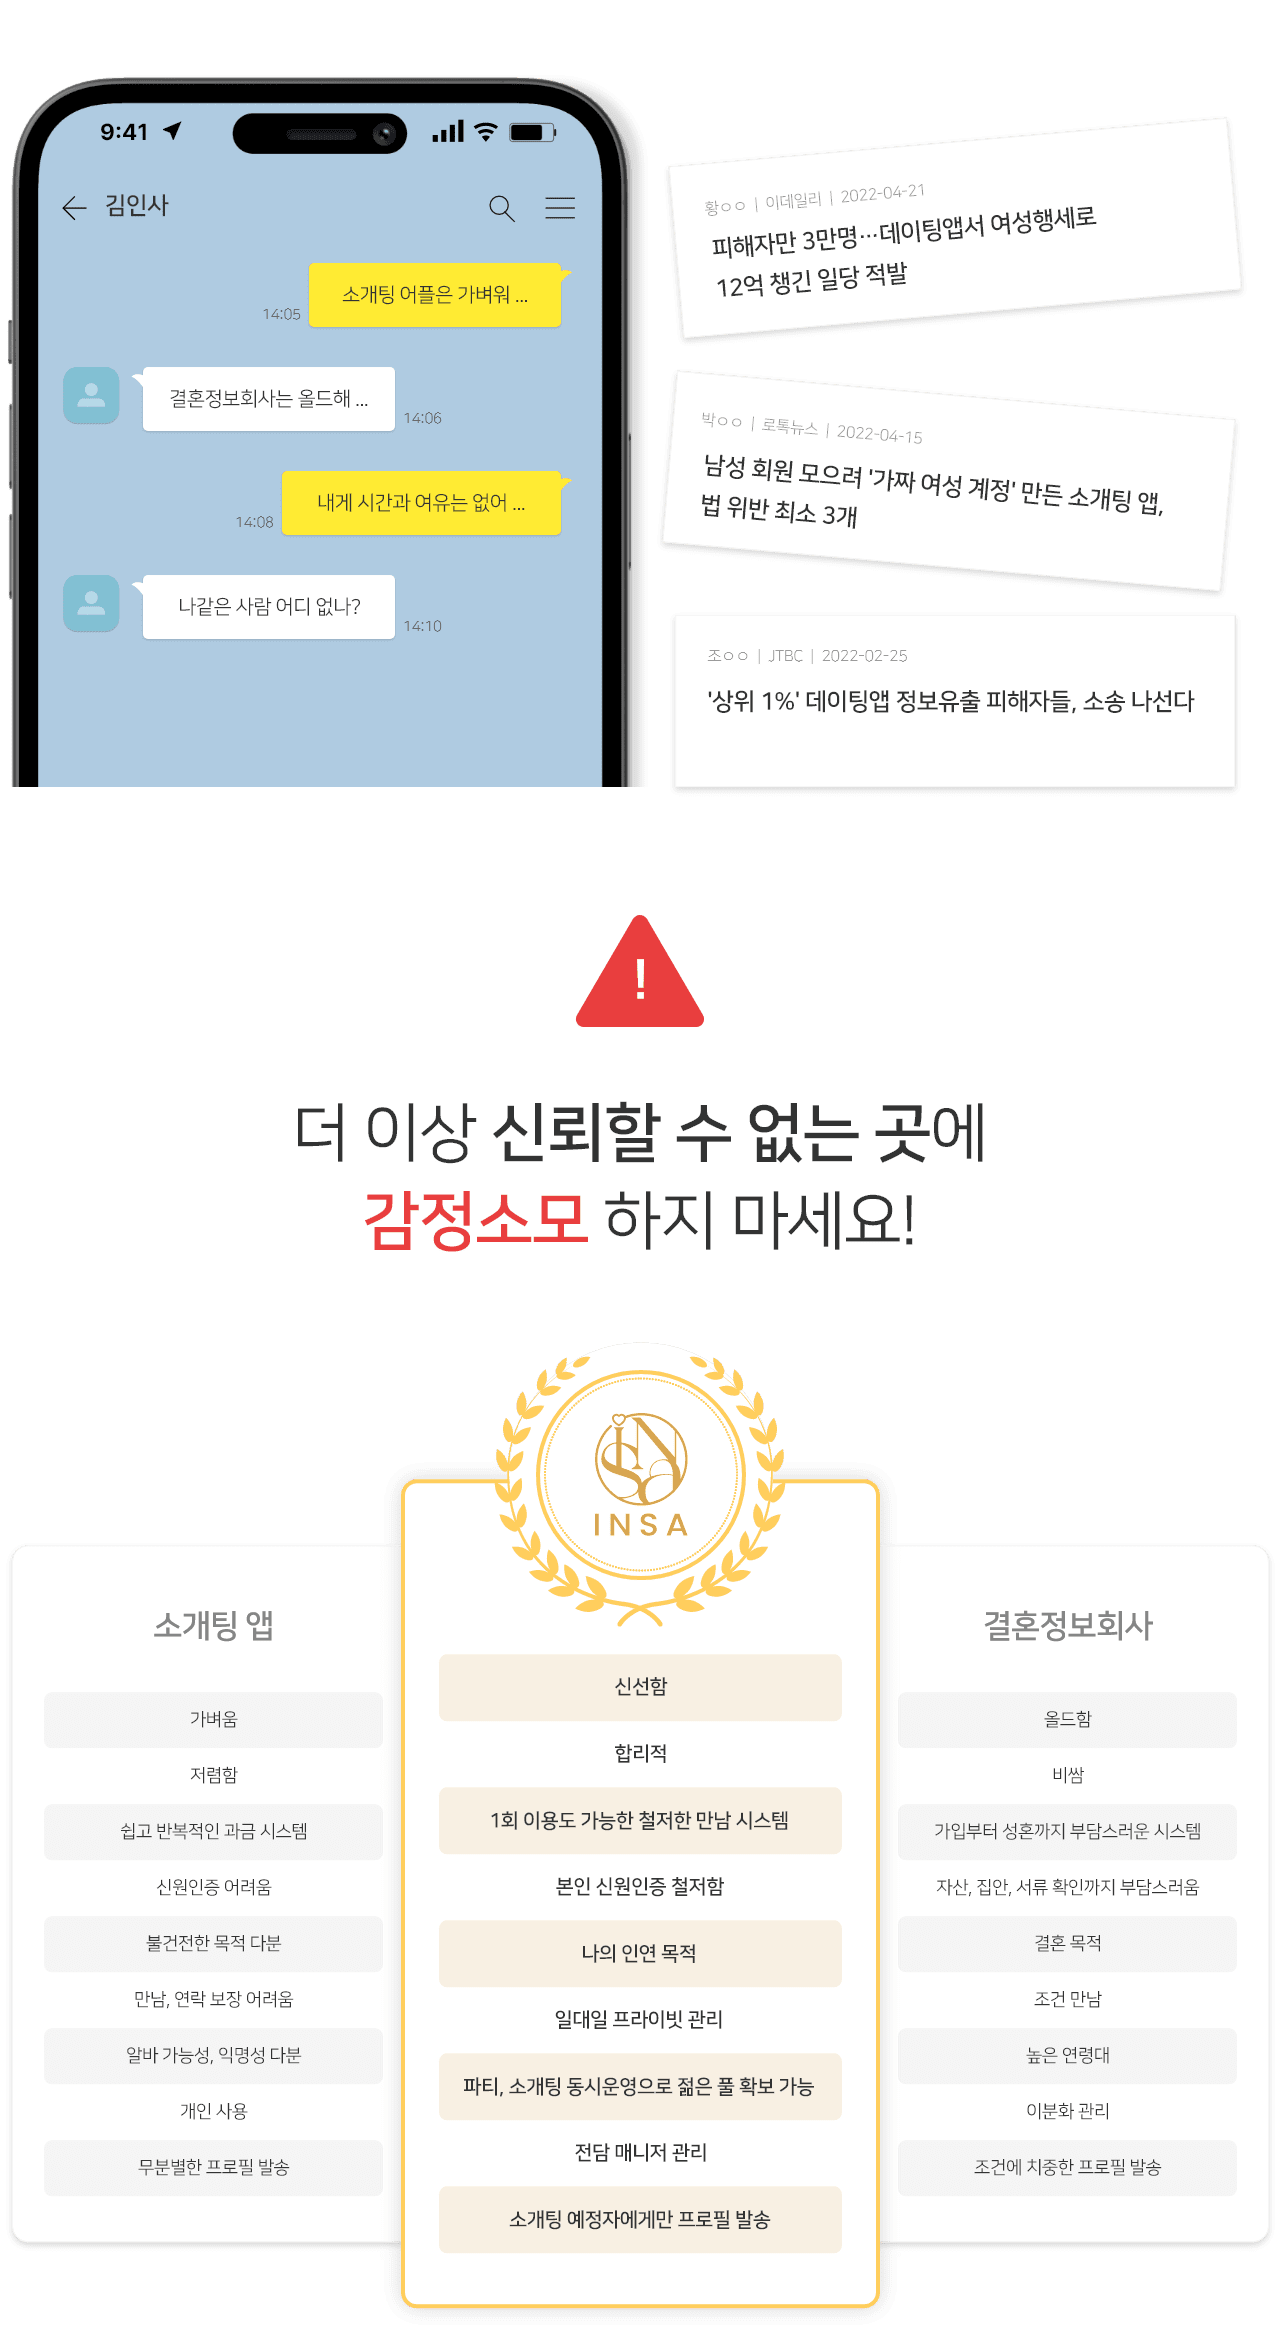 9:41
김인사
소개팅 어플은 가벼워 ...
14:05
결혼정보회사는 올드해 ...
14:06
내게 시간과 여유는 없어 ...
14:08
나같은 사람 어디 없나?
14:10
황ㅇㅇ | 이데일리 | 2022-04-21
피해자만 3만명…데이팅앱서 여성행세로
12억 챙긴 일당 적발
박ㅇㅇ | 로톡뉴스 | 2022-04-15
남성 회원 모으려 '가짜 여성 계정' 만든 소개팅 앱,
법 위반 최소 3개
조ㅇㅇ | JTBC | 2022-02-25
'상위 1%' 데이팅앱 정보유출 피해자들, 소송 나선다
!
더 이상 신뢰할 수 없는 곳에
감정소모 하지 마세요!
INSA
소개팅 앱
가벼움
저렴함
쉽고 반복적인 과금 시스템
신원인증 어려움
불건전한 목적 다분
만남, 연락 보장 어려움
알바 가능성, 익명성 다분
개인 사용
무분별한 프로필 발송
신선함
합리적
1회 이용도 가능한 철저한 만남 시스템
본인 신원인증 철저함
나의 인연 목적
일대일 프라이빗 관리
파티, 소개팅 동시운영으로 젊은 풀 확보 가능
전담 매니저 관리
소개팅 예정자에게만 프로필 발송
결혼정보회사
올드함
비쌈
가입부터 성혼까지 부담스러운 시스템
자산, 집안, 서류 확인까지 부담스러움
결혼 목적
조건 만남
높은 연령대
이분화 관리
조건에 치중한 프로필 발송